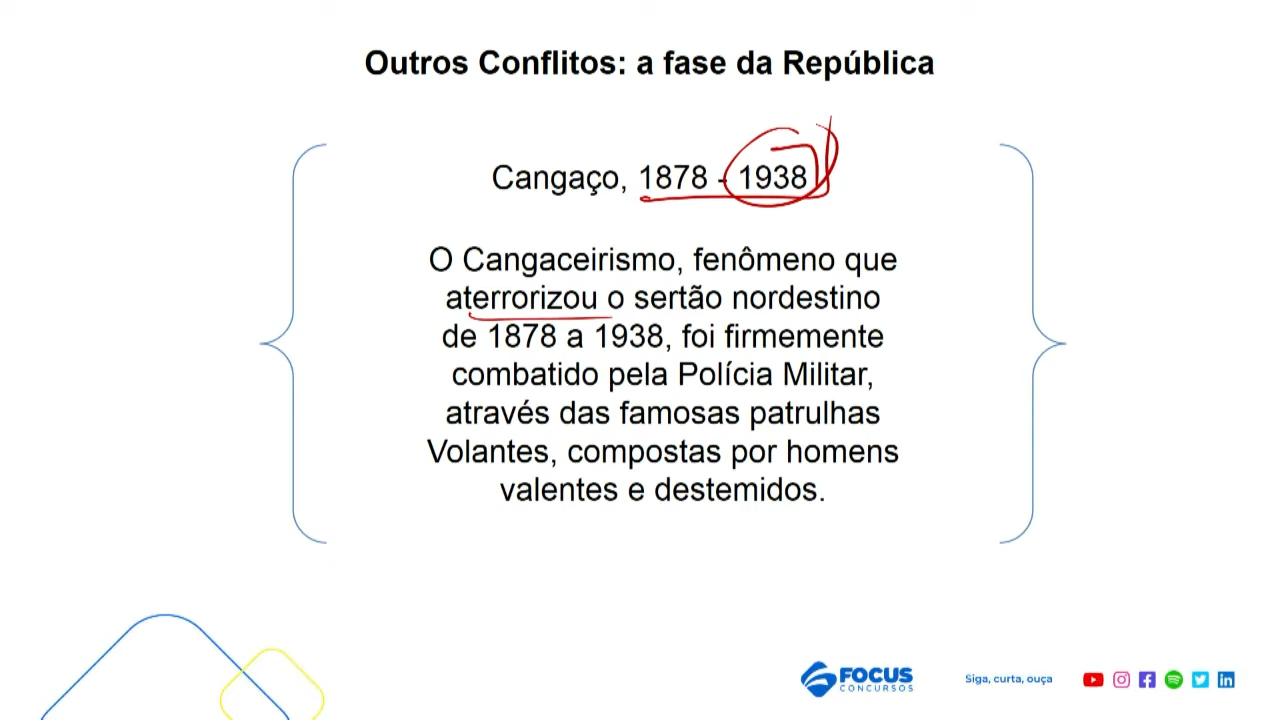 Outros Conflitos: a fase da República
Cangaço, 1878 - 1938
O Cangaceirismo, fenômeno que
aterrorizou o sertão nordestino
de 1878 a 1938, foi firmemente
combatido pela Polícia Militar,
através das famosas patrulhas
Volantes, compostas por homens
valentes e destemidos.
FOCUS
CONCURSOS
Siga, curta, ouça